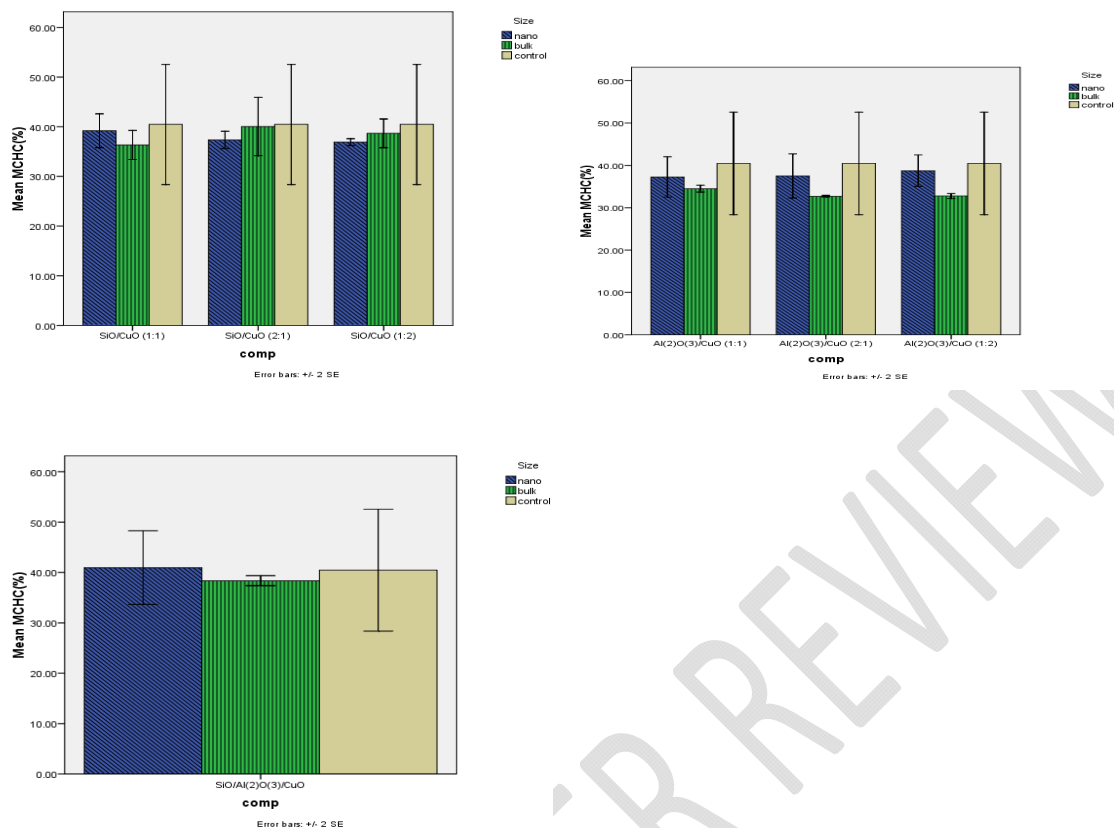 Size
nano
bulk
control
60.00
50.00
40.00
30.00
20.00
10.00
0.00
Mean MCHC(%)
SiO/CuO (1:1) SiO/CuO (2:1) SiO/CuO (1:2)
comp
Error bars: +/- 2 SE
Size
nano
bulk
control
60.00
50.00
40.00
30.00
20.00
10.00
0.00
Mean MCHC(%)
Al(2)O(3)/CuO (1:1) Al(2)O(3)/CuO (2:1) Al(2)O(3)/CuO (1:2)
comp
Error bars: +/- 2 SE
Size
nano
bulk
control
60.00
50.00
40.00
30.00
20.00
10.00
0.00
Mean MCHC(%)
SiO/Al(2)O(3)/CuO
comp
Error bars: +/- 2 SE
ER REVIEW